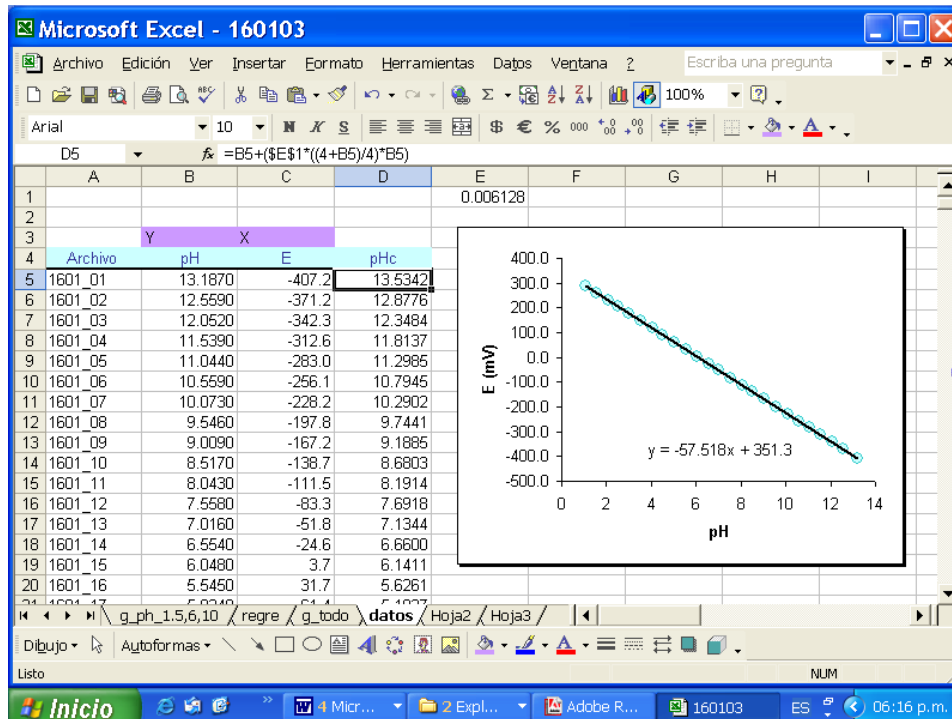 Microsoft Excel - 160103
Archivo Edición Ver Insertar Formato Herramientas Datos Ventana ? Escriba una pregunta
100%
Arial 10 N K S $ € % 000
D5 fx =B5+($E$1*((4+B5)/4)*B5)
A B C D E F G H I
1 0.006128
2
3 Y X
4 Archivo pH E pHc
5 1601_01 13.1870 -407.2 13.5342
6 1601_02 12.5590 -371.2 12.8776
7 1601_03 12.0520 -342.3 12.3484
8 1601_04 11.5390 -312.6 11.8137
9 1601_05 11.0440 -283.0 11.2985
10 1601_06 10.5590 -256.1 10.7945
11 1601_07 10.0730 -228.2 10.2902
12 1601_08 9.5460 -197.8 9.7441
13 1601_09 9.0090 -167.2 9.1885
14 1601_10 8.5170 -138.7 8.6803
15 1601_11 8.0430 -111.5 8.1914
16 1601_12 7.5580 -83.3 7.6918
17 1601_13 7.0160 -51.8 7.1344
18 1601_14 6.5540 -24.6 6.6600
19 1601_15 6.0480 3.7 6.1411
20 1601_16 5.5450 31.7 5.6261
400.0
300.0
200.0
100.0
0.0
-100.0
-200.0
-300.0
-400.0
-500.0
E (mV)
y = -57.518x + 351.3
0 2 4 6 8 10 12 14
pH
g_ph_1.5,6,10 regre g_todo datos Hoja2 Hoja3
Dibujo Autoformas
Listo NUM
Inicio 4 Micr... 2 Expl... Adobe R... 160103 ES 06:16 p.m.